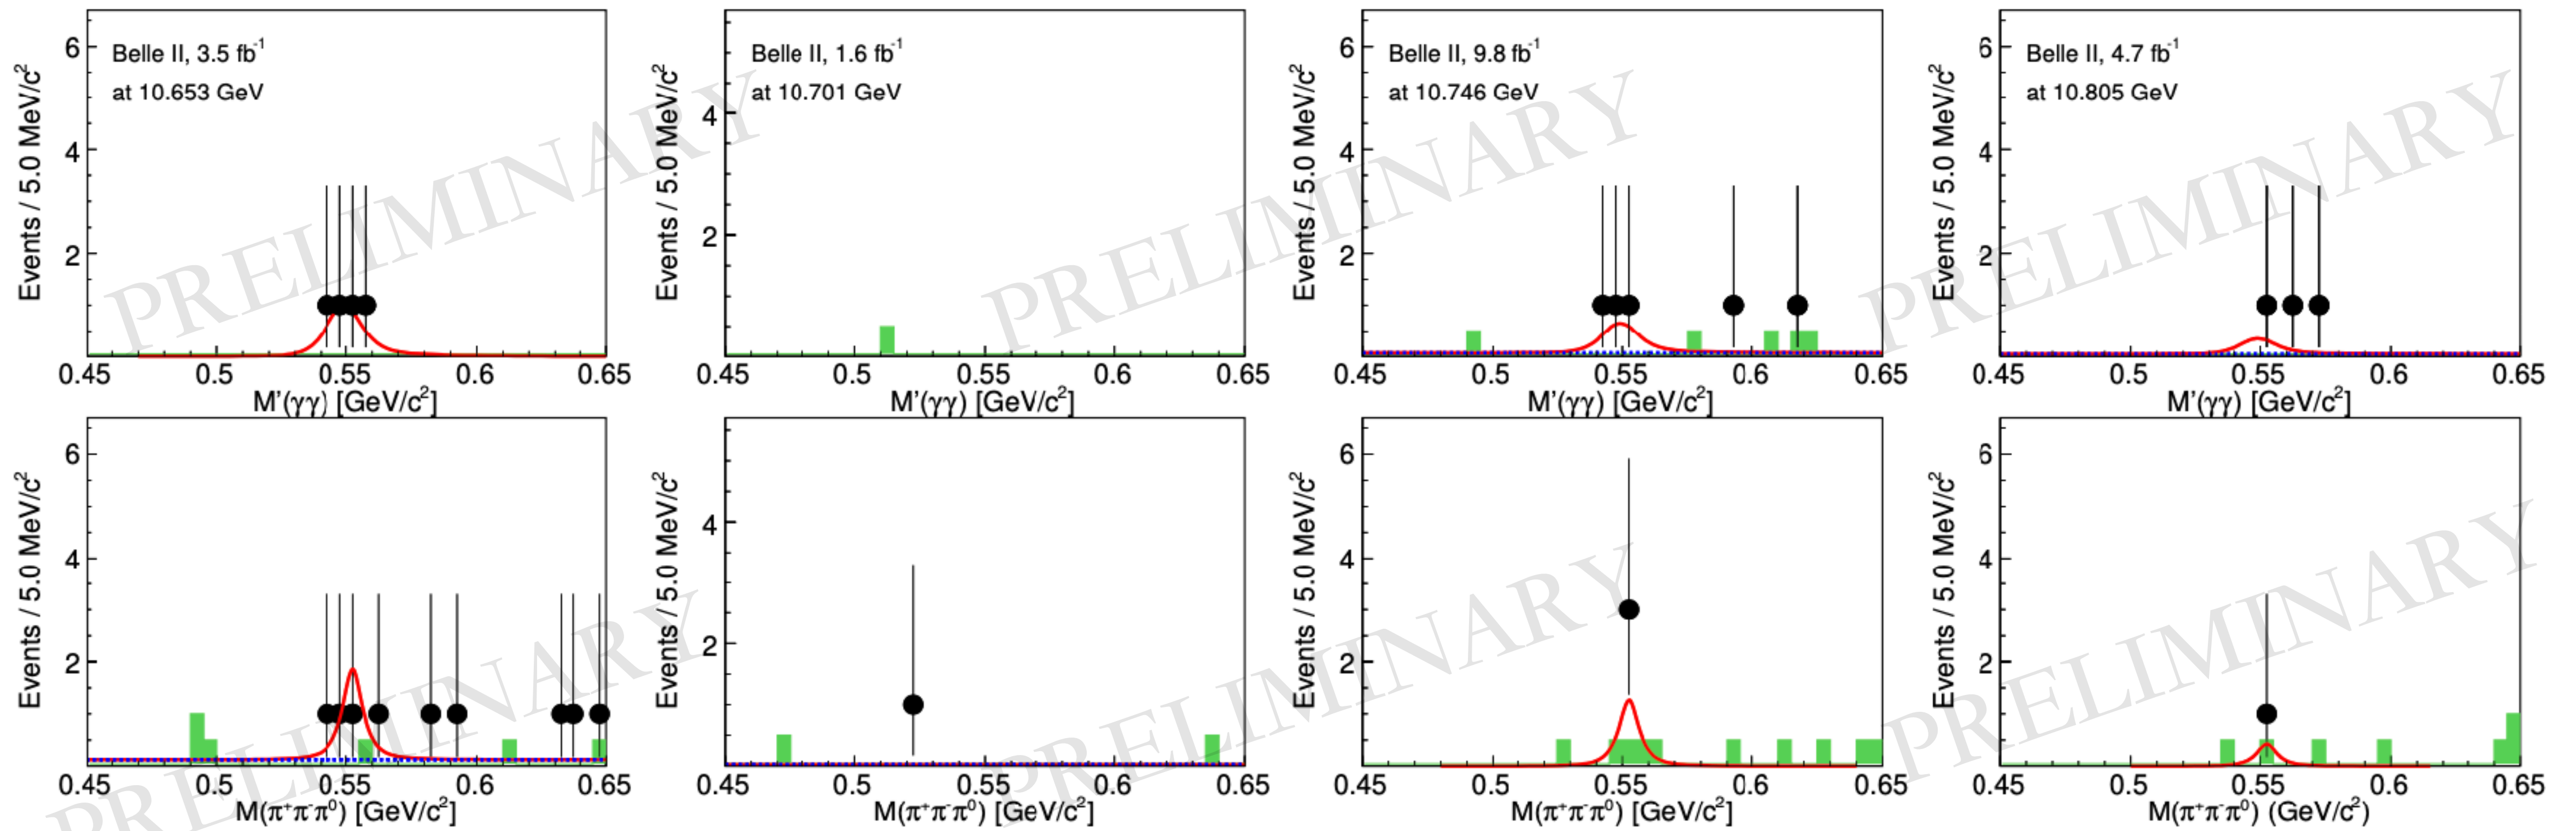 Events / 5.0 MeV/c²
6
4
2
Belle II, 3.5 fb⁻¹
at 10.653 GeV
PRELIMINARY
0.45 0.5 0.55 0.6 0.65
M'(γγ) [GeV/c²]
Events / 5.0 MeV/c²
4
2
Belle II, 1.6 fb⁻¹
at 10.701 GeV
PRELIMINARY
0.45 0.5 0.55 0.6 0.65
M'(γγ) [GeV/c²]
Events / 5.0 MeV/c²
6
4
2
Belle II, 9.8 fb⁻¹
at 10.746 GeV
0.45 0.5 0.55 0.6 0.65
M'(γγ) [GeV/c²]
Events / 5.0 MeV/c²
6
4
2
Belle II, 4.7 fb⁻¹
at 10.805 GeV
PRELIMINARY
0.45 0.5 0.55 0.6 0.65
M'(γγ) [GeV/c²]
Events / 5.0 MeV/c²
6
4
2
PRELIMINARY
0.45 0.5 0.55 0.6 0.65
M(π⁺π⁻π⁰) [GeV/c²]
Events / 5.0 MeV/c²
4
2
PRELIMINARY
0.45 0.5 0.55 0.6 0.65
M(π⁺π⁻π⁰) [GeV/c²]
Events / 5.0 MeV/c²
6
4
2
0.45 0.5 0.55 0.6 0.65
M(π⁺π⁻π⁰) [GeV/c²]
Events / 5.0 MeV/c²
6
4
2
PRELIMINARY
0.45 0.5 0.55 0.6 0.65
M(π⁺π⁻π⁰) (GeV/c²)